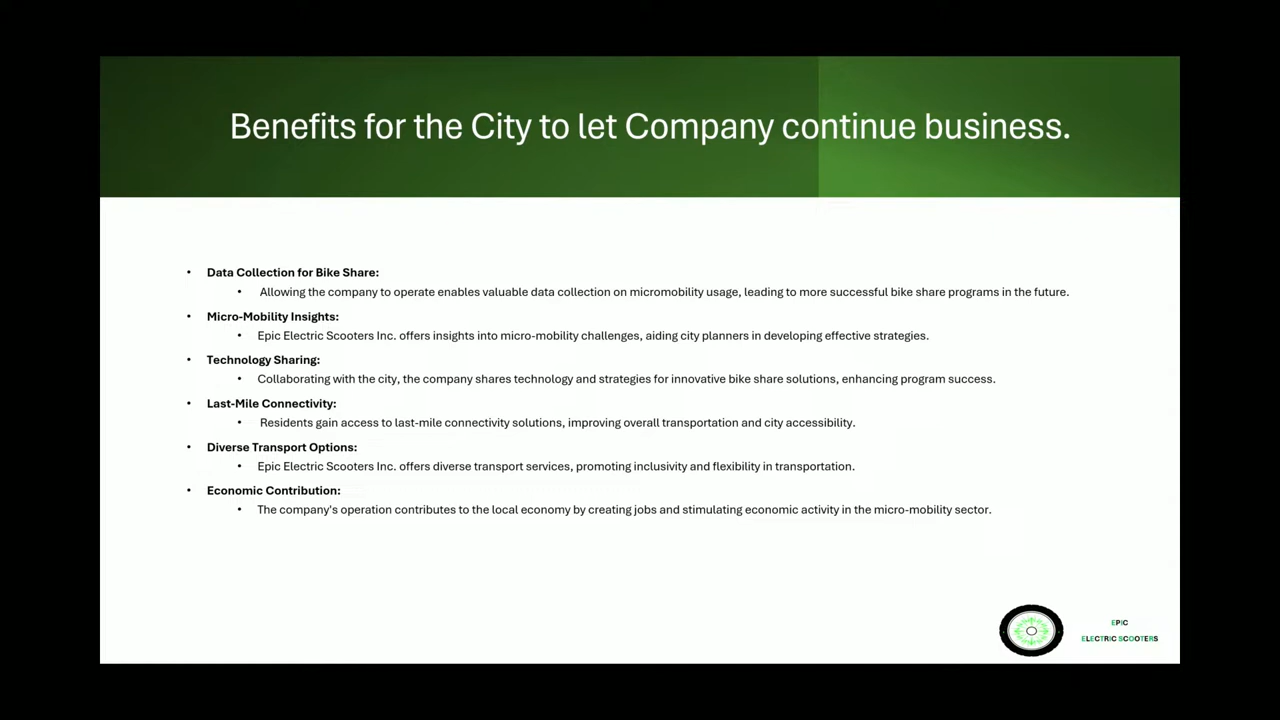 Benefits for the City to let Company continue business.
• Data Collection for Bike Share:
• Allowing the company to operate enables valuable data collection on micromobility usage, leading to more successful bike share programs in the future.
• Micro-Mobility Insights:
• Epic Electric Scooters Inc. offers insights into micro-mobility challenges, aiding city planners in developing effective strategies.
• Technology Sharing:
• Collaborating with the city, the company shares technology and strategies for innovative bike share solutions, enhancing program success.
• Last-Mile Connectivity:
• Residents gain access to last-mile connectivity solutions, improving overall transportation and city accessibility.
• Diverse Transport Options:
• Epic Electric Scooters Inc. offers diverse transport services, promoting inclusivity and flexibility in transportation.
• Economic Contribution:
• The company's operation contributes to the local economy by creating jobs and stimulating economic activity in the micro-mobility sector.
EPIC
ELECTRIC SCOOTERS